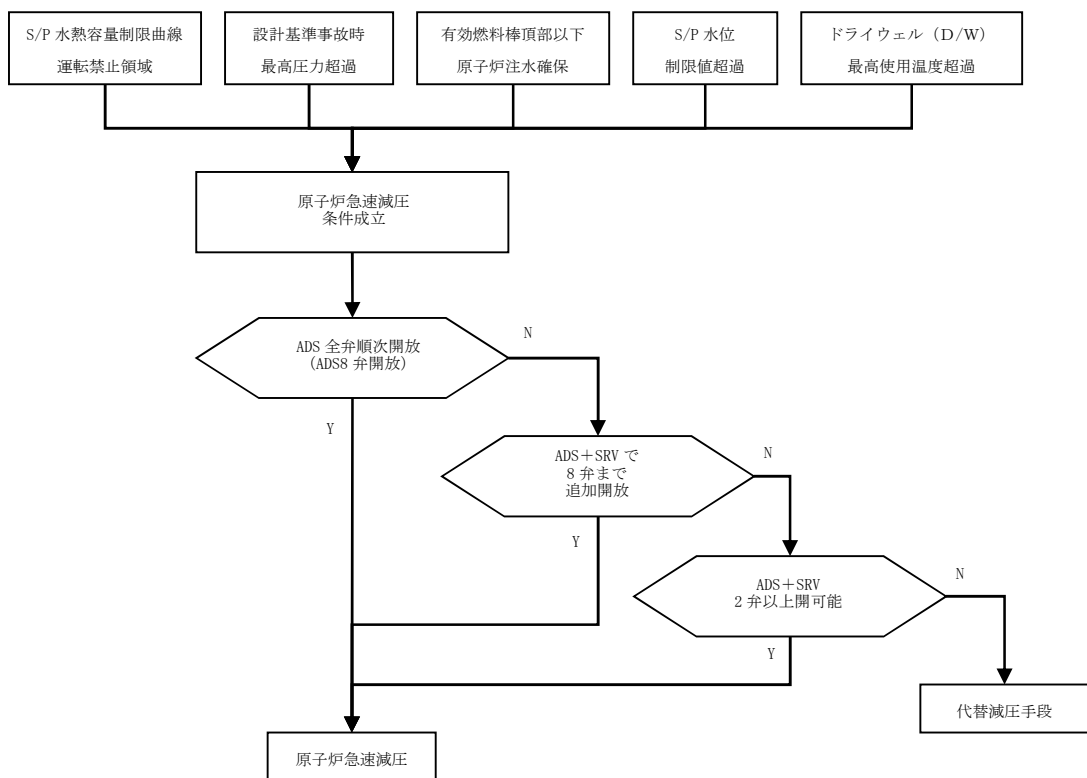 S/P 水熱容量制限曲線
運転禁止領域
設計基準事故時
最高圧力超過
有効燃料棒頂部以下
原子炉注水確保
S/P 水位
制限値超過
ドライウェル（D/W）
最高使用温度超過
原子炉急速減圧
条件成立
ADS 全弁順次開放
(ADS8 弁開放)
N
Y
ADS＋SRV で
8 弁まで
追加開放
N
Y
ADS＋SRV
2 弁以上開可能
N
Y
代替減圧手段
原子炉急速減圧